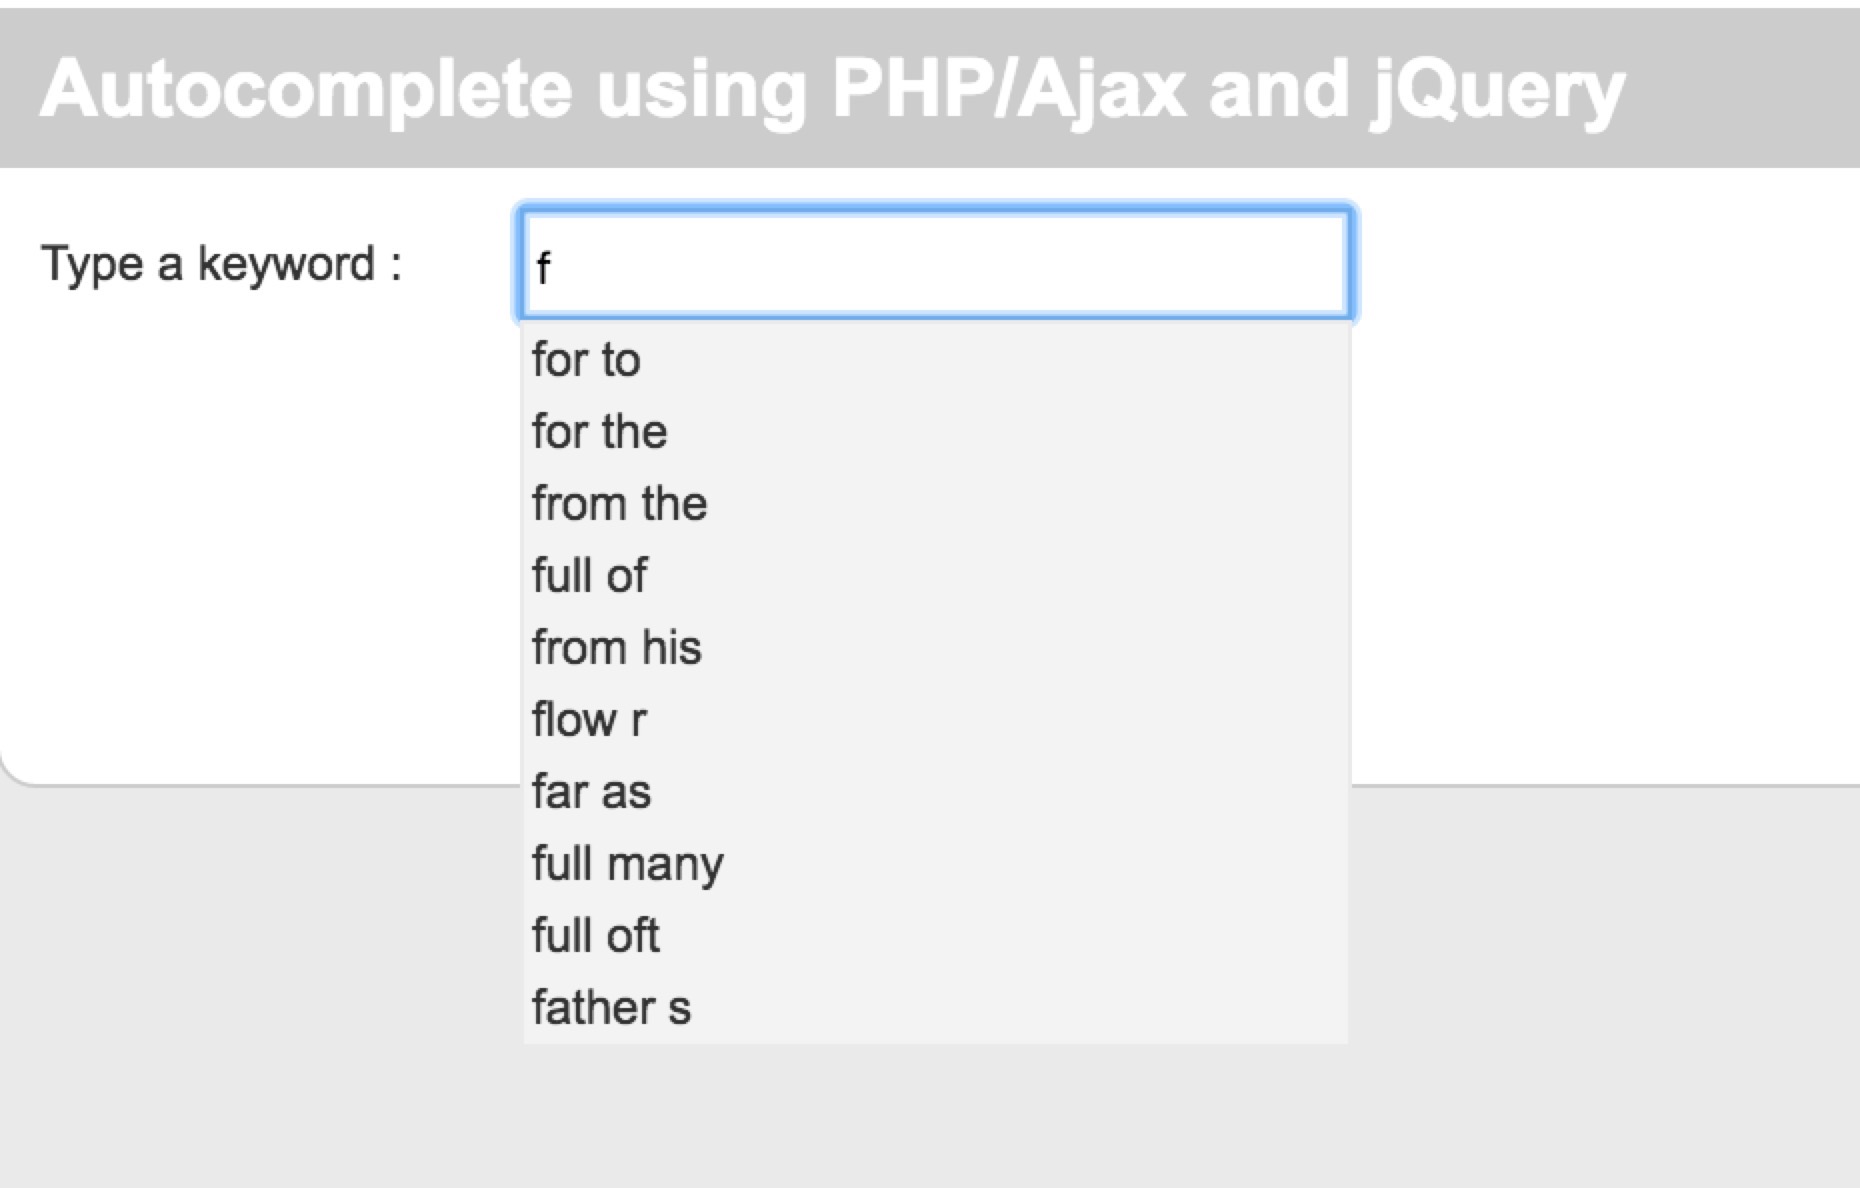 Autocomplete using PHP/Ajax and jQuery
Type a keyword :
f
for to
for the
from the
full of
from his
flow r
far as
full many
full oft
father s